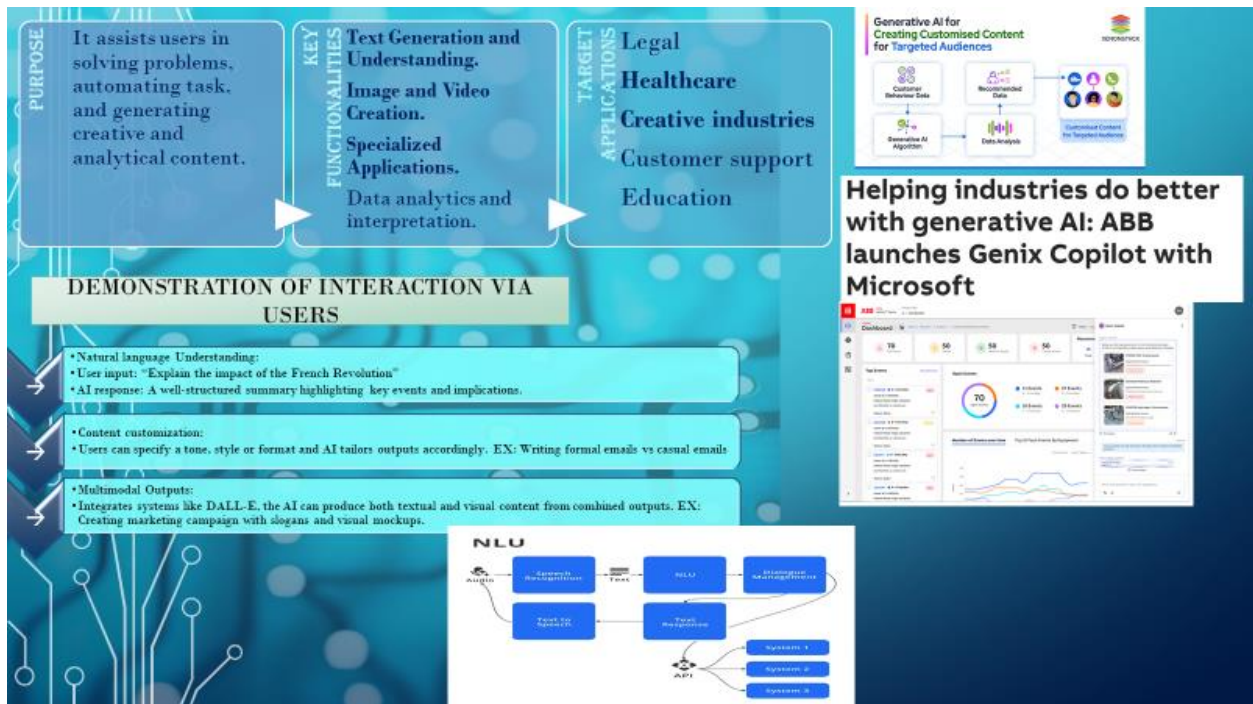 PURPOSE
It assists users in
solving problems,
automating task,
and generating
creative and
analytical content.
KEY
FUNCTIONALITIES
Text Generation and
Understanding.
Image and Video
Creation.
Specialized
Applications.
Data analytics and
interpretation.
TARGET
APPLICATIONS
Legal
Healthcare
Creative industries
Customer support
Education
Generative AI for
Creating Customised Content
for Targeted Audiences
Customer
Behaviour Data
Recommended
Data
Generative AI
Algorithm
Data Analysis
Customised Content
For Targeted Audience
Helping industries do better
with generative AI: ABB
launches Genix Copilot with
Microsoft
ABB
Dashboard
70
50
50
50
70
DEMONSTRATION OF INTERACTION VIA
USERS
•Natural language Understanding:
•User input: “Explain the impact of the French Revolution”
•AI response: A well-structured summary highlighting key events and implications.
•Content customization:
•Users can specify a tone, style or format and AI tailors outputs accordingly. EX: Writing formal emails vs casual emails
•Multimodal Outputs:
•Integrates systems like DALL-E, the AI can produce both textual and visual content from combined outputs. EX:
Creating marketing campaign with slogans and visual mockups.
NLU
Audio
Speech
Recognition
Text
NLU
Dialogue
Management
Text to
Speech
Text
Response
API
System 1
System 2
System 3